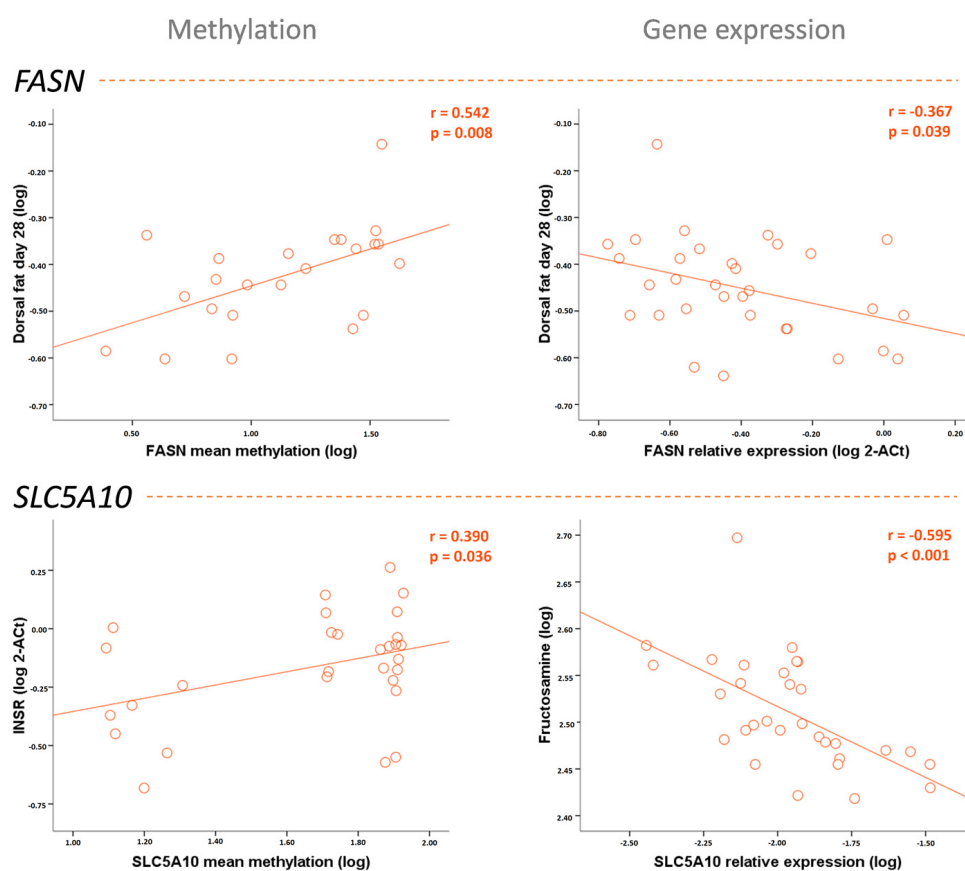 Methylation
Gene expression
FASN
r = 0.542
p = 0.008
-0.10
-0.20
-0.30
-0.40
-0.50
-0.60
-0.70
Dorsal fat day 28 (log)
0.50
1.00
1.50
FASN mean methylation (log)
r = -0.367
p = 0.039
-0.10
-0.20
-0.30
-0.40
-0.50
-0.60
-0.70
Dorsal fat day 28 (log)
-0.80
-0.60
-0.40
-0.20
0.00
0.20
FASN relative expression (log 2-ACt)
SLC5A10
r = 0.390
p = 0.036
0.25
0.00
-0.25
-0.50
-0.75
INSR (log 2-ACt)
1.00
1.20
1.40
1.60
1.80
2.00
SLC5A10 mean methylation (log)
r = -0.595
p < 0.001
2.70
2.65
2.60
2.55
2.50
2.45
2.40
Fructosamine (log)
-2.50
-2.25
-2.00
-1.75
-1.50
SLC5A10 relative expression (log)